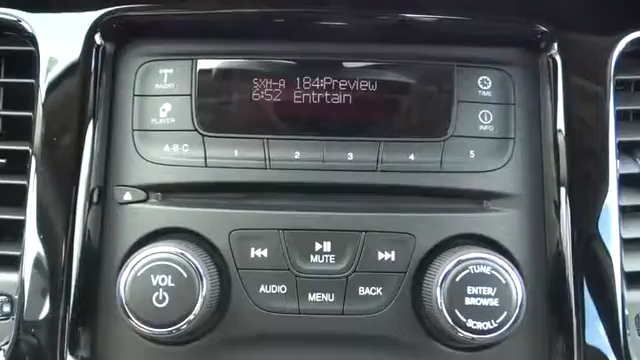 RADIO
SXM-A 184:Preview
6:52 Entrtain
TIME
PLAYER
INFO
A-B-C 1 2 3 4 5
VOL
MUTE
AUDIO MENU BACK
TUNE
ENTER/
BROWSE
SCROLL